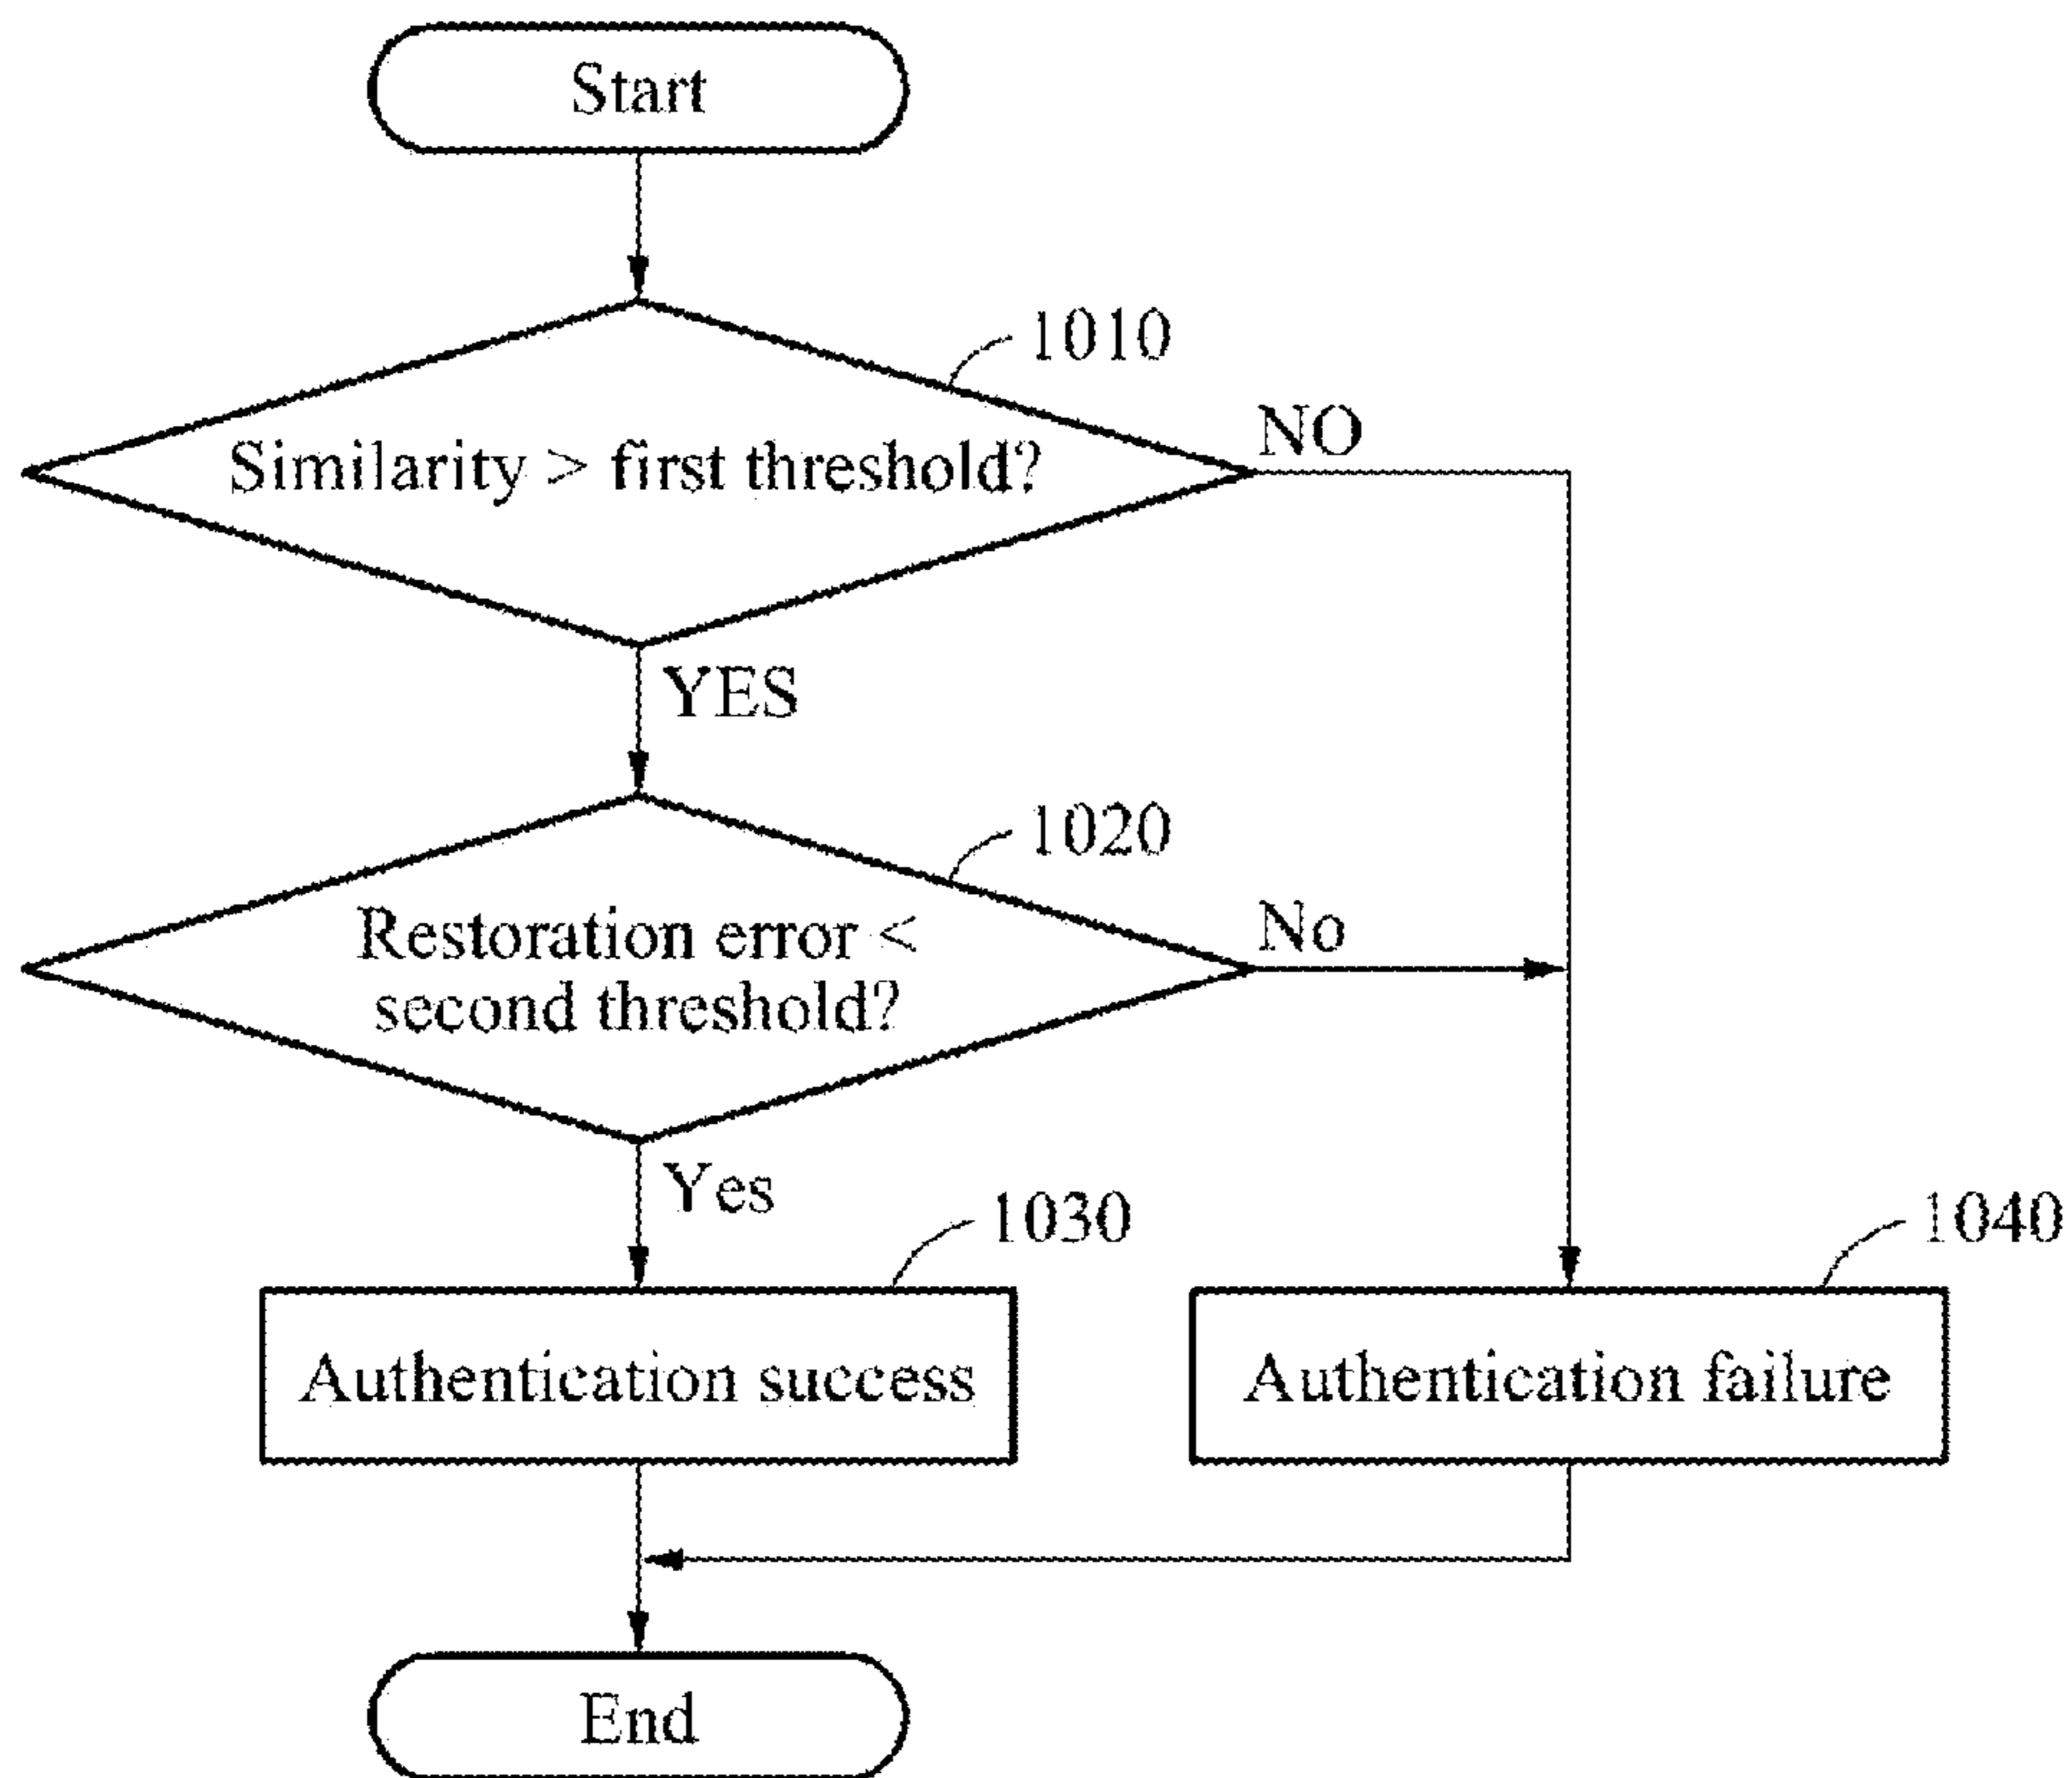 Start
1010
NO
Similarity > first threshold?
YES
1020
No
Restoration error <
second threshold?
Yes
1030
1040
Authentication success
Authentication failure
End